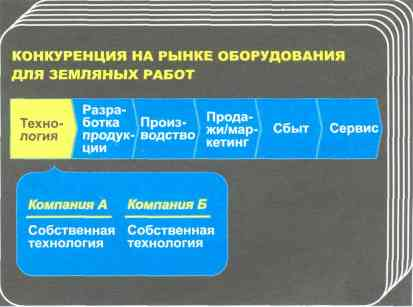 КОНКУРЕНЦИЯ НА РЫНКЕ ОБОРУДОВАНИЯ
ДЛЯ ЗЕМЛЯНЫХ РАБОТ
Техно-
логия
Разра-
ботка
продук-
ции
Произ-
водство
Прода-
жи/мар-
кетинг
Сбыт
Сервис
Компания А
Собственная
технология
Компания Б
Собственная
технология